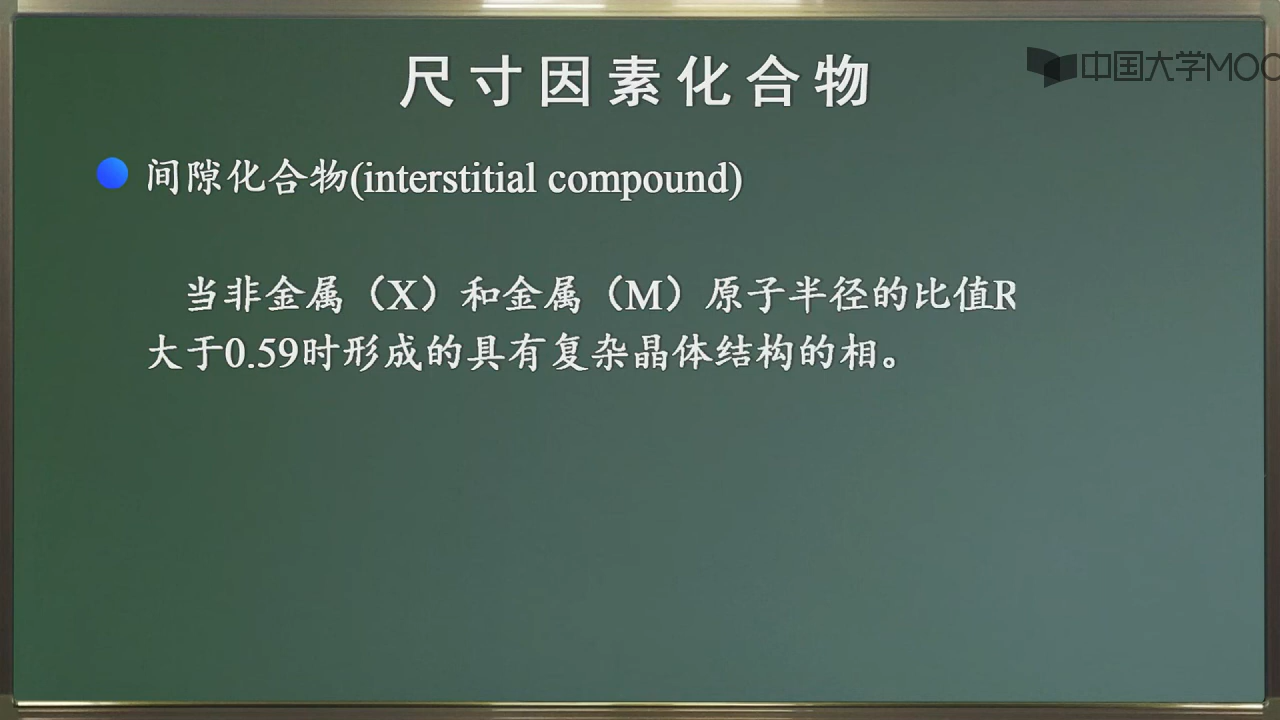 尺寸因素化合物
中国大学MOC
间隙化合物(interstitial compound)
当非金属（X）和金属（M）原子半径的比值R
大于0.59时形成的具有复杂晶体结构的相。